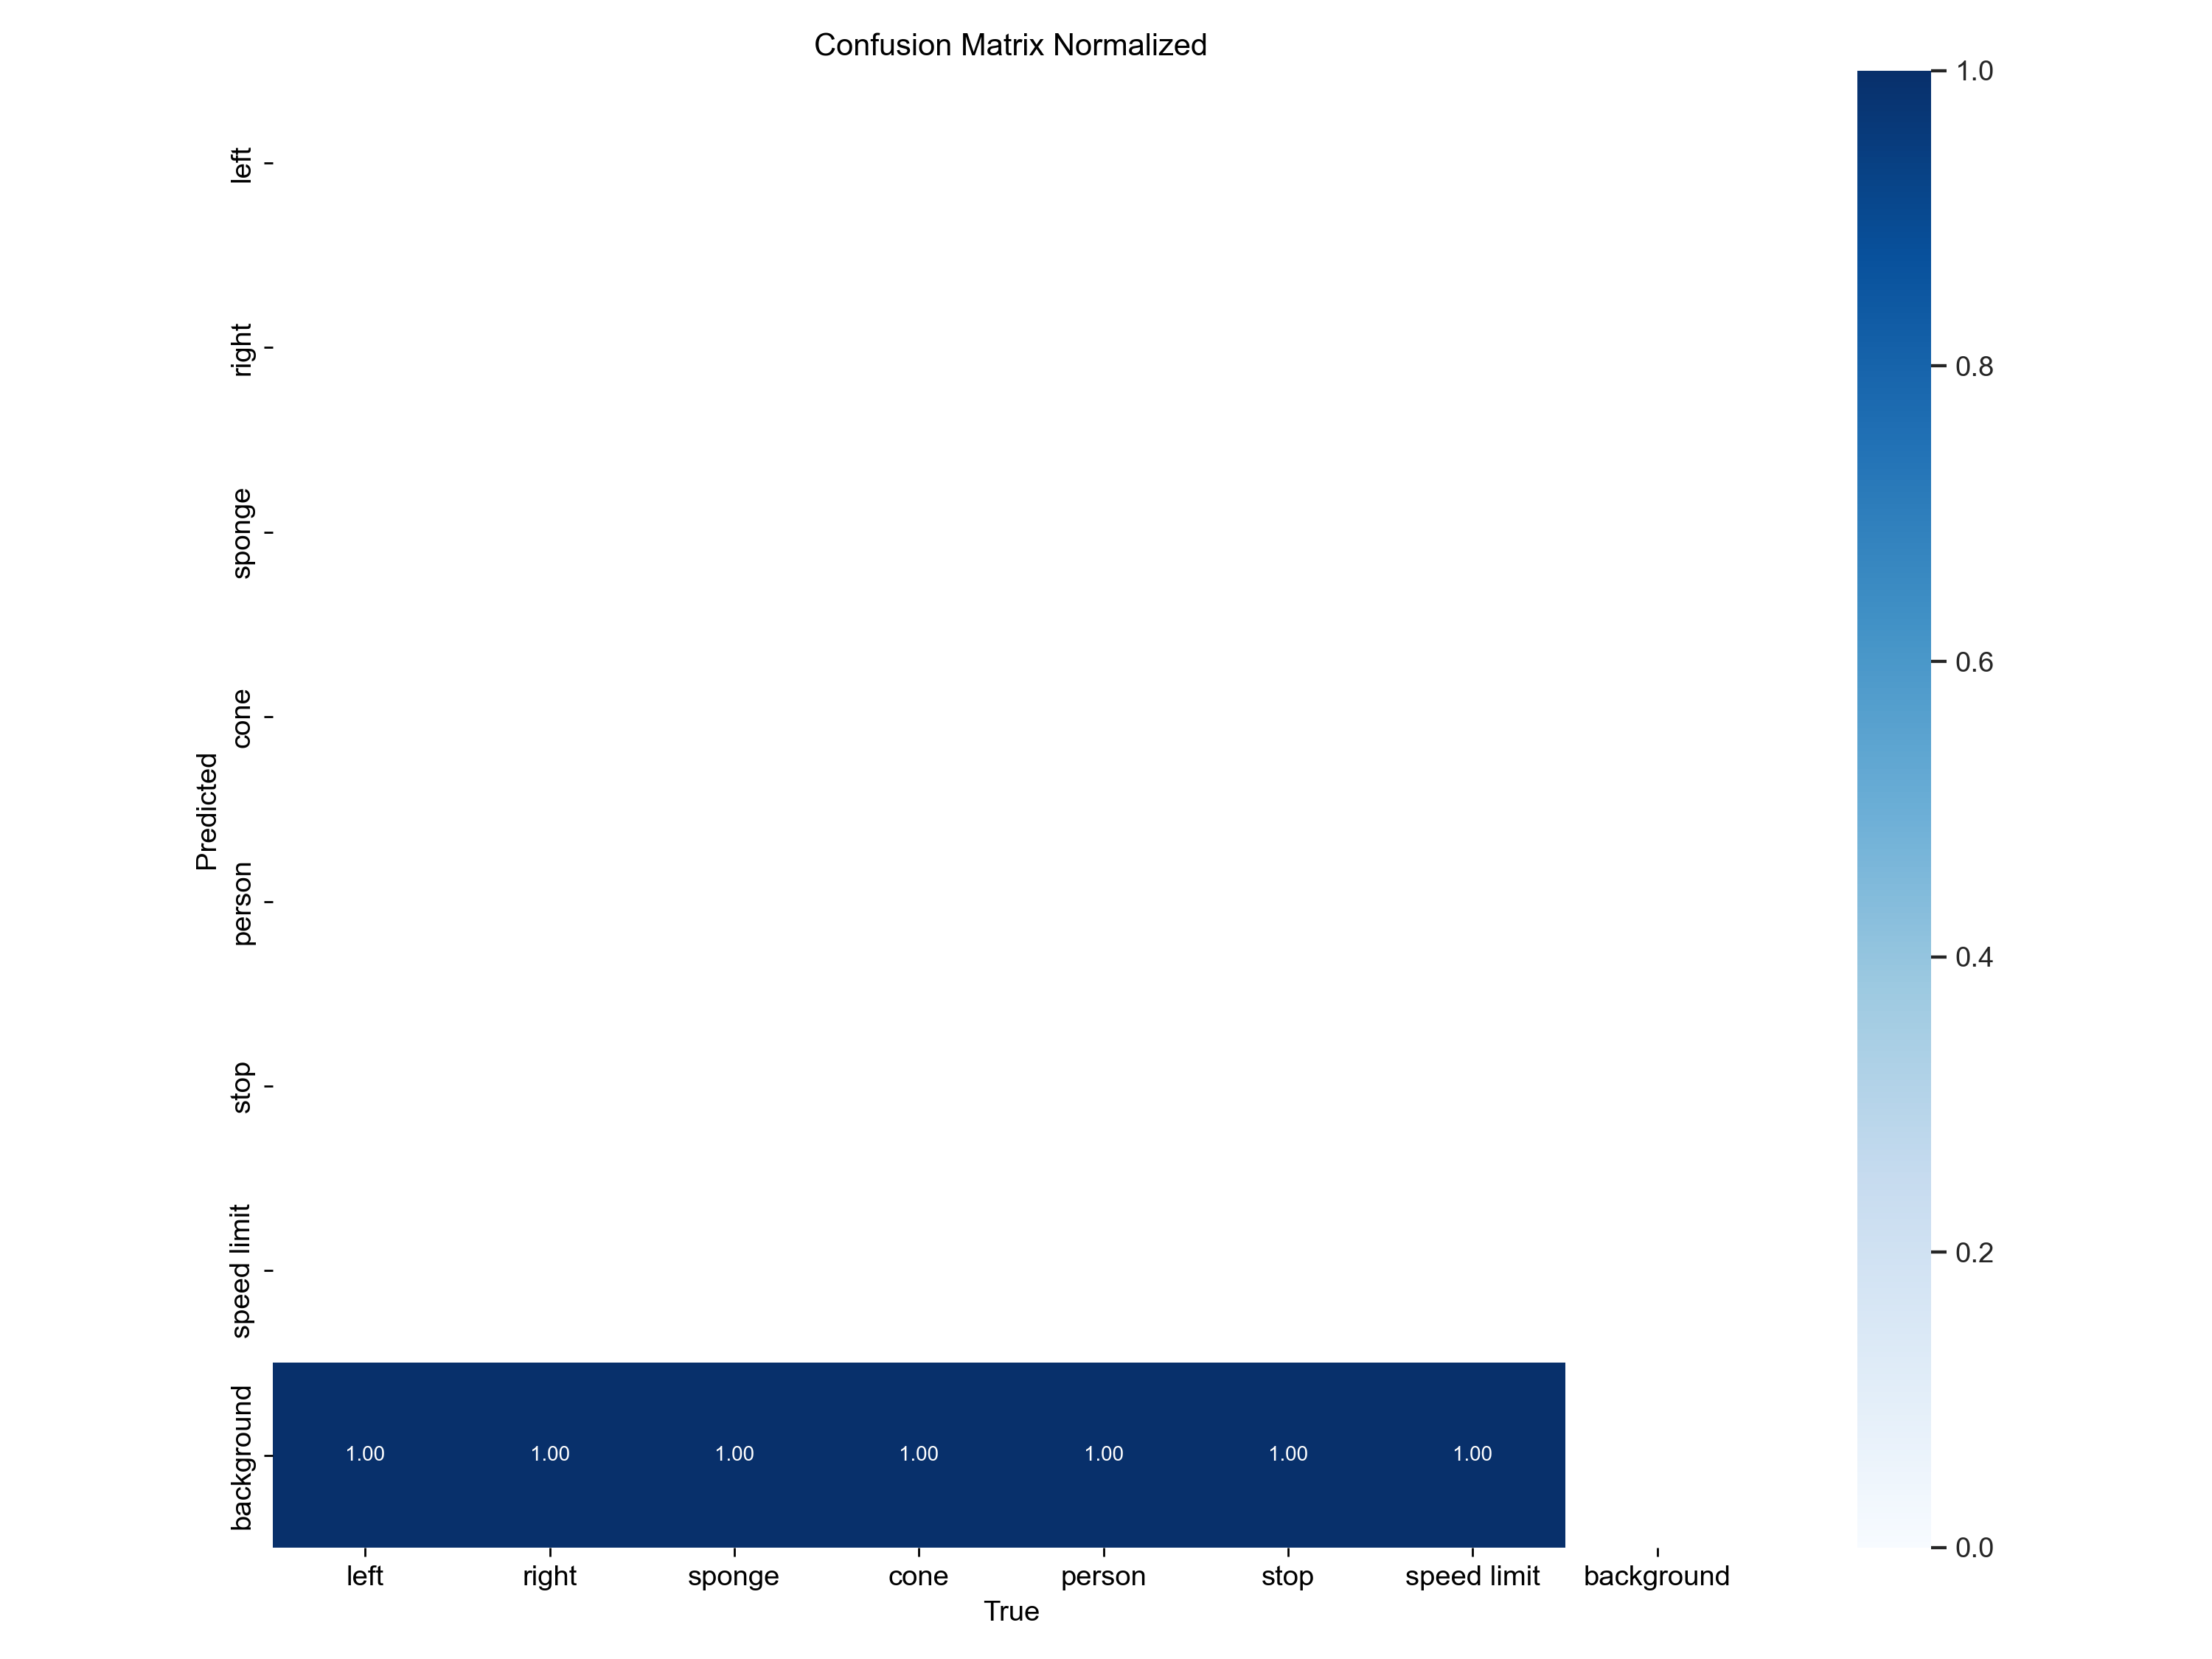 Confusion Matrix Normalized
left
right
sponge
cone
person
stop
speed limit
background
Predicted
1.00 1.00 1.00 1.00 1.00 1.00 1.00
left right sponge cone person stop speed limit background
True
1.0
0.8
0.6
0.4
0.2
0.0